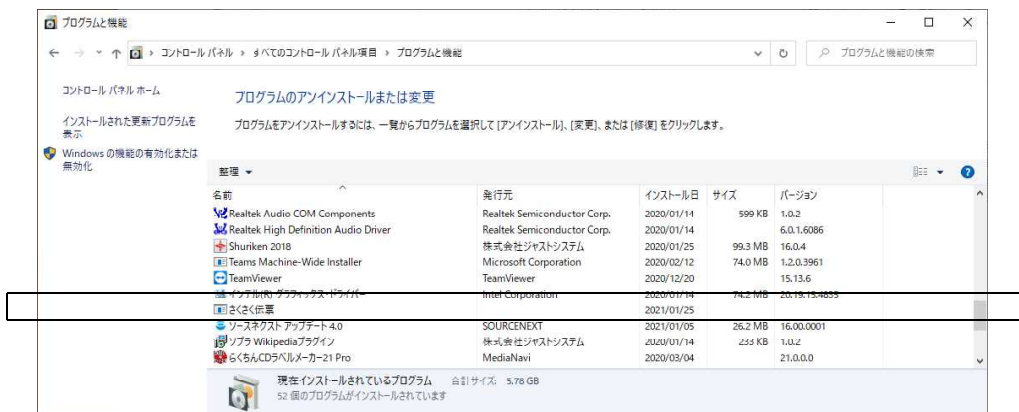 プログラムと機能
コントロール パネル › すべてのコントロール パネル項目 › プログラムと機能
プログラムと機能の検索
コントロール パネル ホーム
インストールされた更新プログラムを
表示
Windows の機能の有効化または
無効化
プログラムのアンインストールまたは変更
プログラムをアンインストールするには、一覧からプログラムを選択して [アンインストール]、[変更]、または [修復] をクリックします。
整理
名前 発行元 インストール日 サイズ バージョン
Realtek Audio COM Components Realtek Semiconductor Corp. 2020/01/14 599 KB 1.0.2
Realtek High Definition Audio Driver Realtek Semiconductor Corp. 2020/01/14 6.0.1.6086
Shuriken 2018 株式会社ジャストシステム 2020/01/25 99.3 MB 16.0.4
Teams Machine-Wide Installer Microsoft Corporation 2020/02/12 74.0 MB 1.2.0.3961
TeamViewer TeamViewer 2020/12/20 15.13.6
インテル(R) グラフィックス・ドライバー Intel Corporation 2020/01/14 74.2 MB 20.19.15.4835
さくさく伝票 2021/01/25
ソースネクスト アップデート 4.0 SOURCENEXT 2021/01/05 26.2 MB 16.00.0001
ソプラ Wikipediaプラグイン 株式会社ジャストシステム 2020/01/14 233 KB 1.0.2
らくちんCDラベルメーカー21 Pro MediaNavi 2020/03/04 21.0.0.0
現在インストールされているプログラム 合計サイズ: 5.78 GB
52 個のプログラムがインストールされています